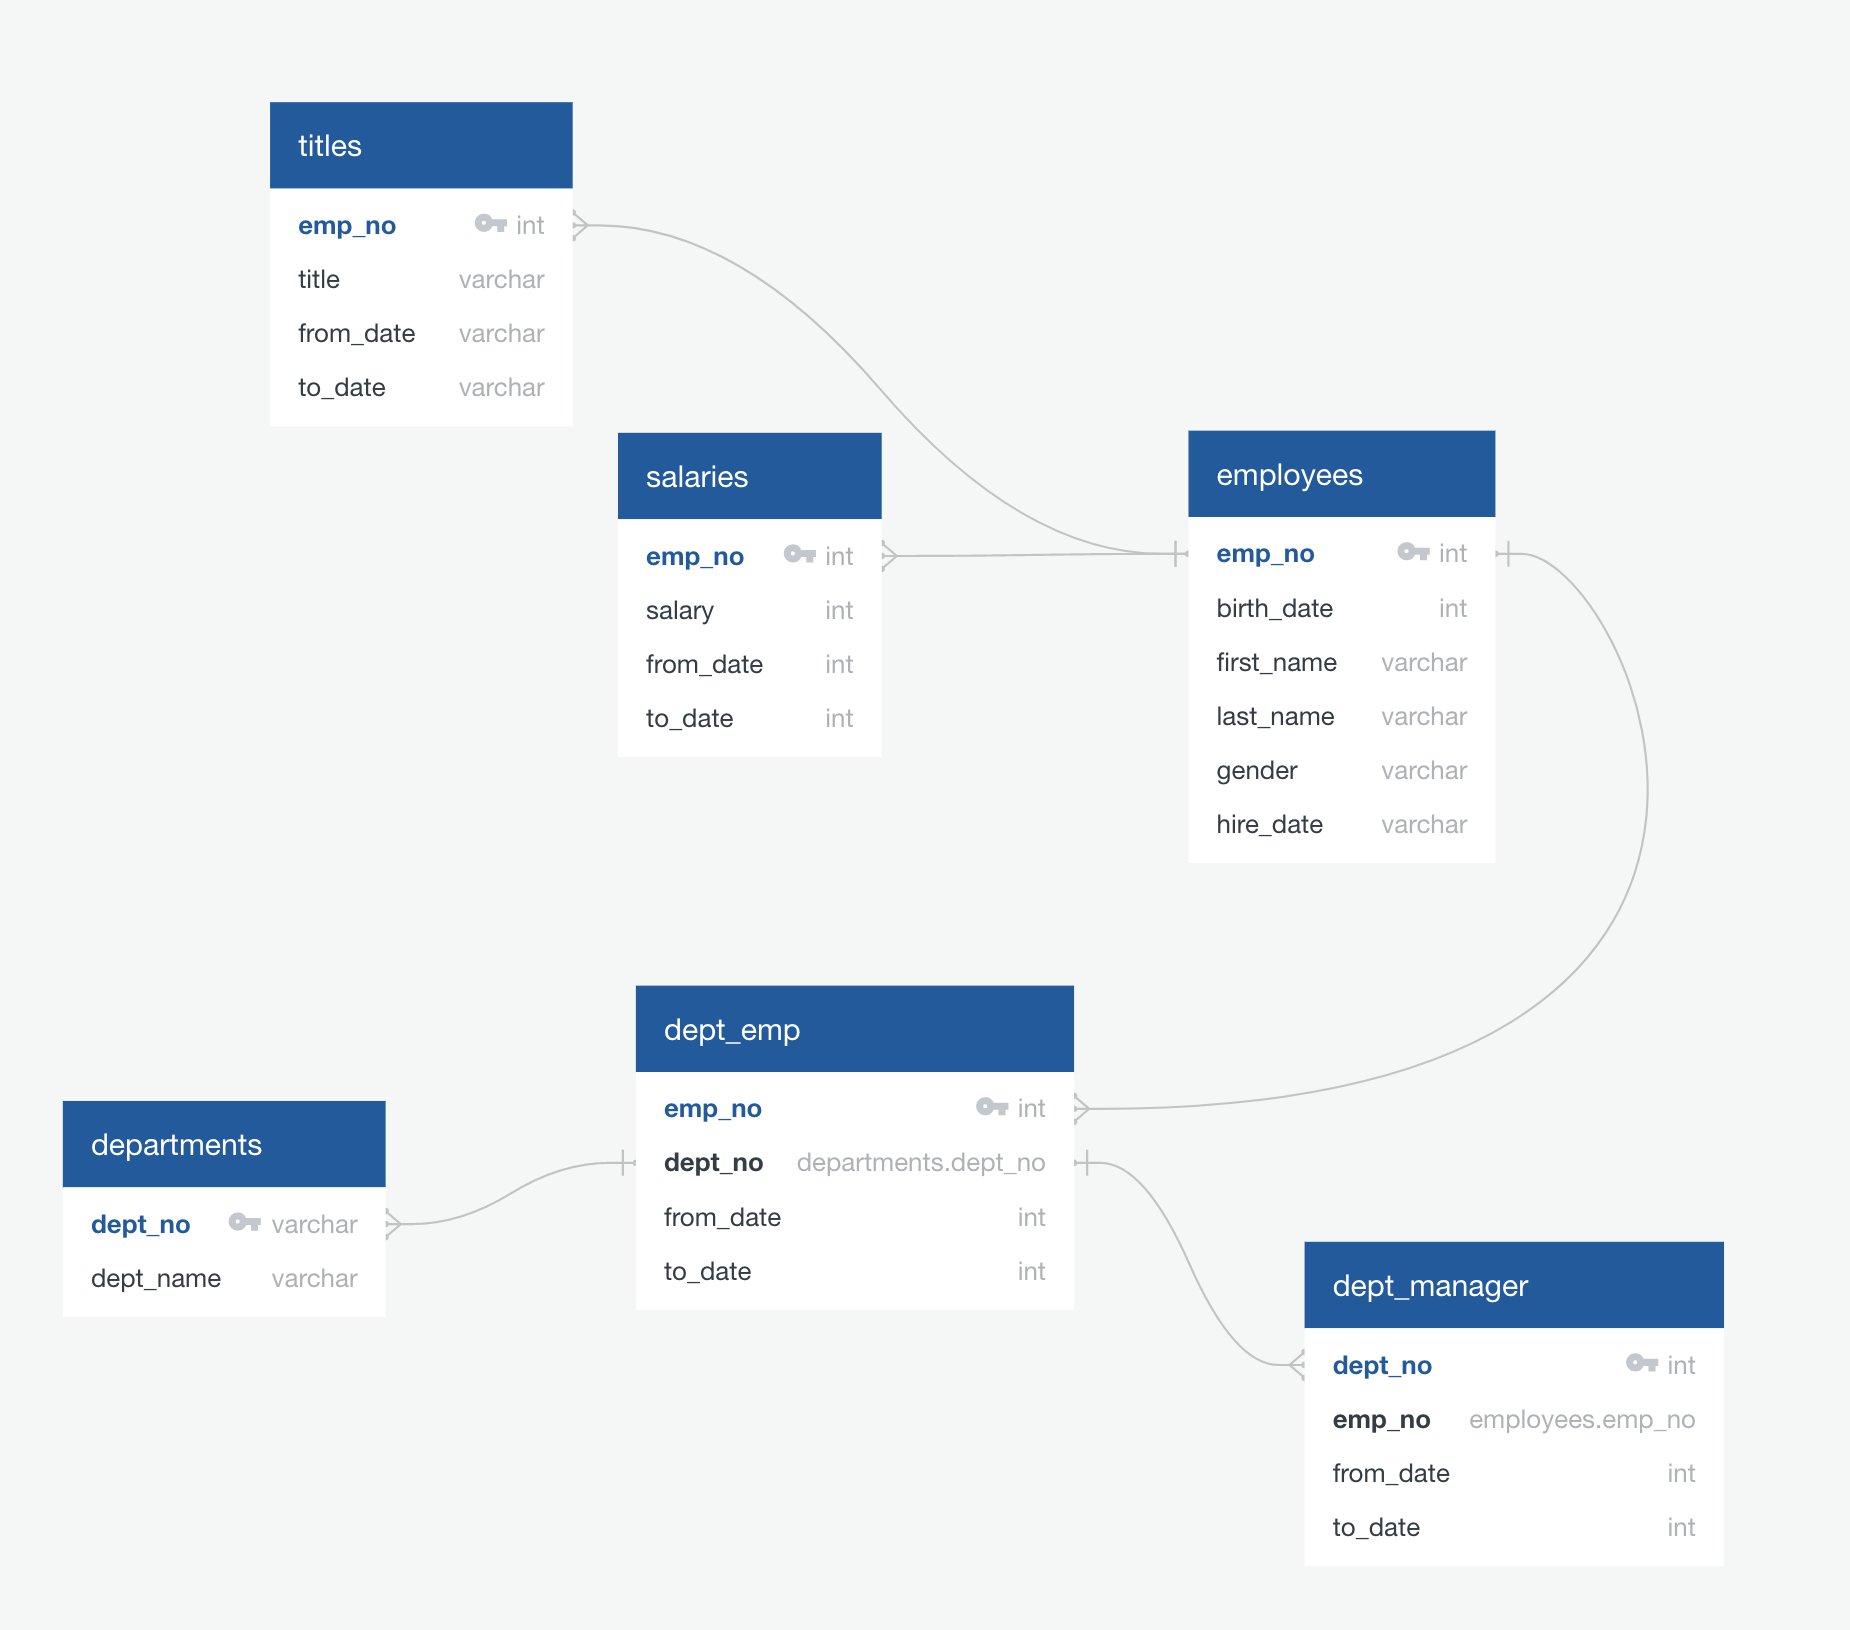 titles
emp_no int
title varchar
from_date varchar
to_date varchar
salaries
emp_no int
salary int
from_date int
to_date int
employees
emp_no int
birth_date int
first_name varchar
last_name varchar
gender varchar
hire_date varchar
dept_emp
emp_no int
dept_no departments.dept_no
from_date int
to_date int
departments
dept_no varchar
dept_name varchar
dept_manager
dept_no int
emp_no employees.emp_no
from_date int
to_date int